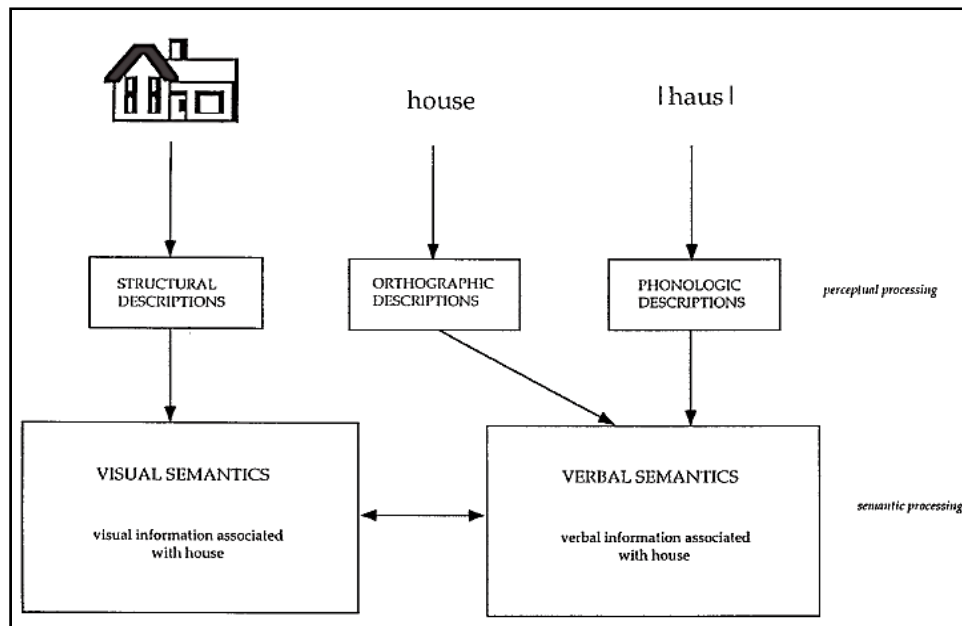 house
|haus|
STRUCTURAL
DESCRIPTIONS
ORTHOGRAPHIC
DESCRIPTIONS
PHONOLOGIC
DESCRIPTIONS
perceptual processing
VISUAL SEMANTICS
visual information associated
with house
VERBAL SEMANTICS
verbal information associated
with house
semantic processing